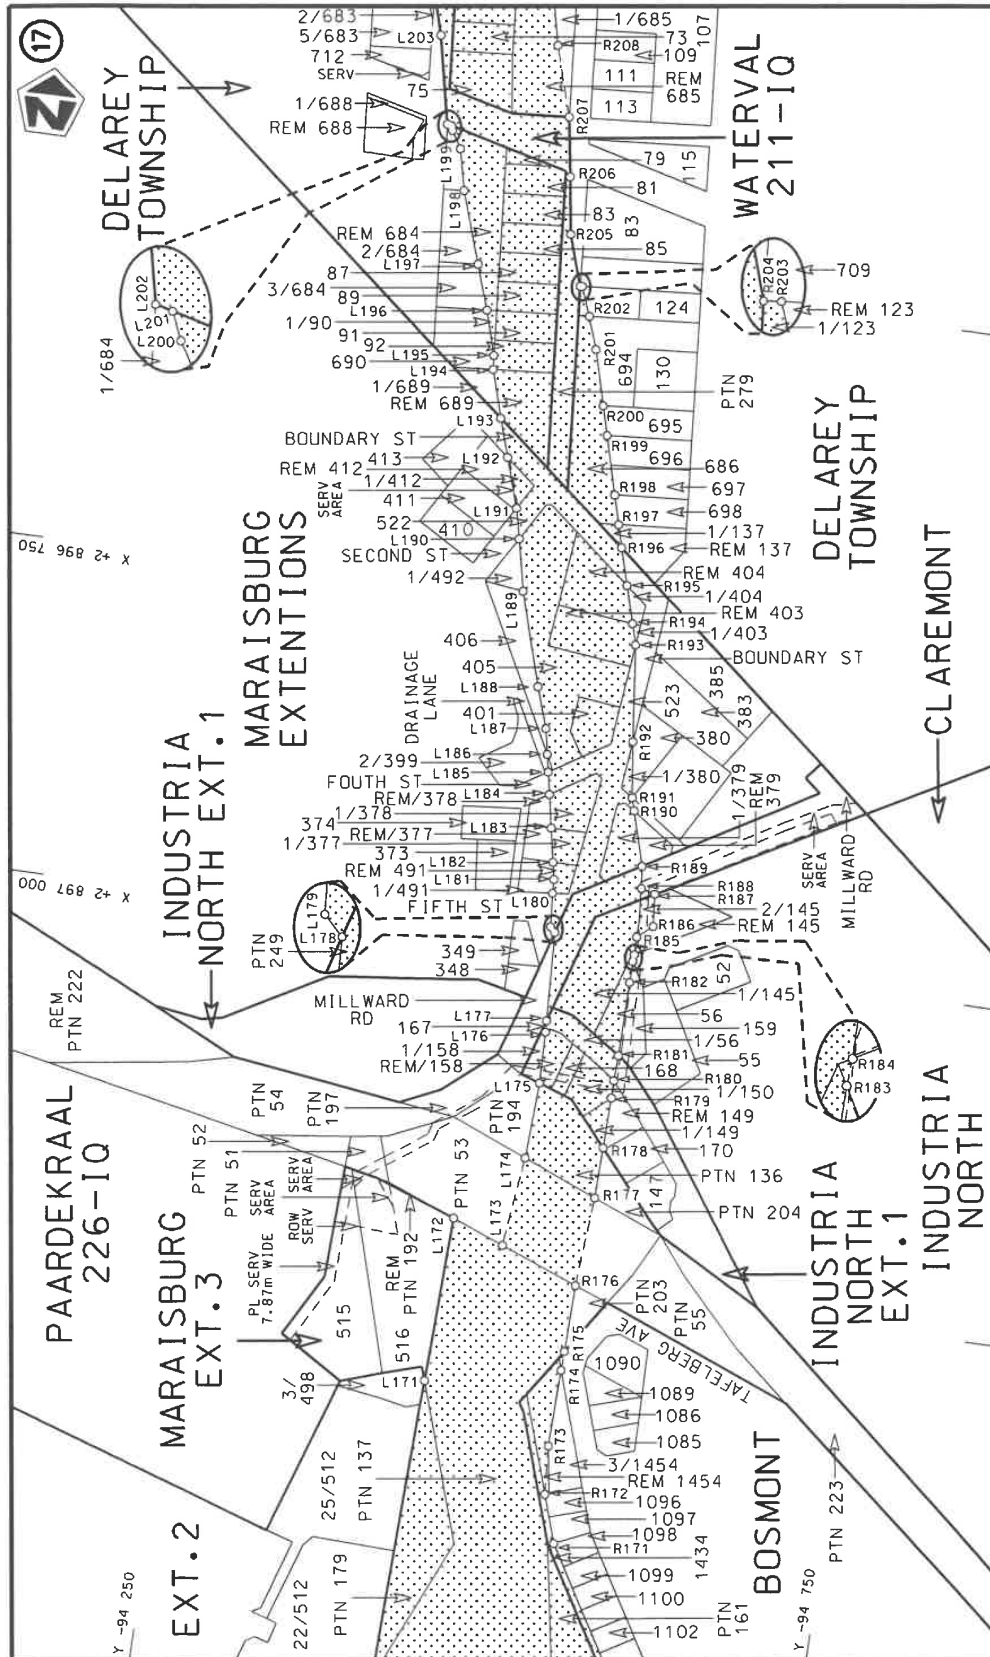 17
N
DELAREY
TOWNSHIP
2/683
5/683
712
SERV
L203
75
1/688
REM 688
L199
L198
REM 684
2/684
L197
87
3/684
89
L196
1/90
91
92
L195
690
L194
1/689
REM 689
L193
L202
L201
L200
1/684
1/685
73
107
R208
109
111
REM
685
113
R207
WATERVAL
211-IQ
79
115
R206
81
83
83
R205
85
R204
R203
709
REM 123
1/123
R202
124
R201
694
130
PTN
279
R200
695
R199
696
686
R198
697
698
R197
1/137
R196
REM 137
DELAREY
TOWNSHIP
BOUNDARY ST
413
L192
REM 412
1/412
SERV
AREA
411
L191
522
410
L190
SECOND ST
1/492
L189
MARAISBURG
EXTENTIONS
X +2 896 750
REM 404
R195
1/404
REM 403
R194
1/403
R193
BOUNDARY ST
406
405
L188
DRAINAGE
LANE
401
L187
L186
2/399
L185
FOUTH ST
L184
REM/378
1/378
374
L183
REM/377
1/377
373
L182
REM 491
L181
1/491
L180
FIFTH ST
523
385
383
R192
380
1/380
R191
R190
1/379
REM
379
CLAREMONT
INDUSTRIA
NORTH EXT.1
X +2 897 000
L179
L178
PTN
249
R189
SERV
AREA
MILLWARD
RD
R188
R187
2/145
R186
REM 145
R185
349
348
MILLWARD
RD
R182
52
1/145
56
159
1/56
REM
PTN 222
L177
167
L176
1/158
REM/158
R181
55
168
R180
1/150
R179
REM 149
1/149
R184
R183
INDUSTRIA
NORTH
PAARDEKRAAL
226-IQ
PTN
54
PTN
197
L175
PTN
194
PTN 52
PTN 51
L174
R178
170
PTN 136
147
R177
PTN 204
SERV
AREA
SERV
AREA
ROW
SERV
PTN 53
L173
L172
REM
PTN 192
PL SERV
7.87m WIDE
MARAISBURG
EXT.3
515
516
R176
PTN
203
PTN
55
INDUSTRIA
NORTH
EXT.1
TAFELBERG AVE
R175
R174
1090
1089
1086
1085
3/
498
L171
R173
3/1454
REM 1454
R172
1096
1097
1098
R171
1434
1099
1100
PTN
161
1102
25/512
PTN 137
EXT.2
22/512
PTN 179
BOSMONT
PTN 223
Y -94 250
Y -94 750